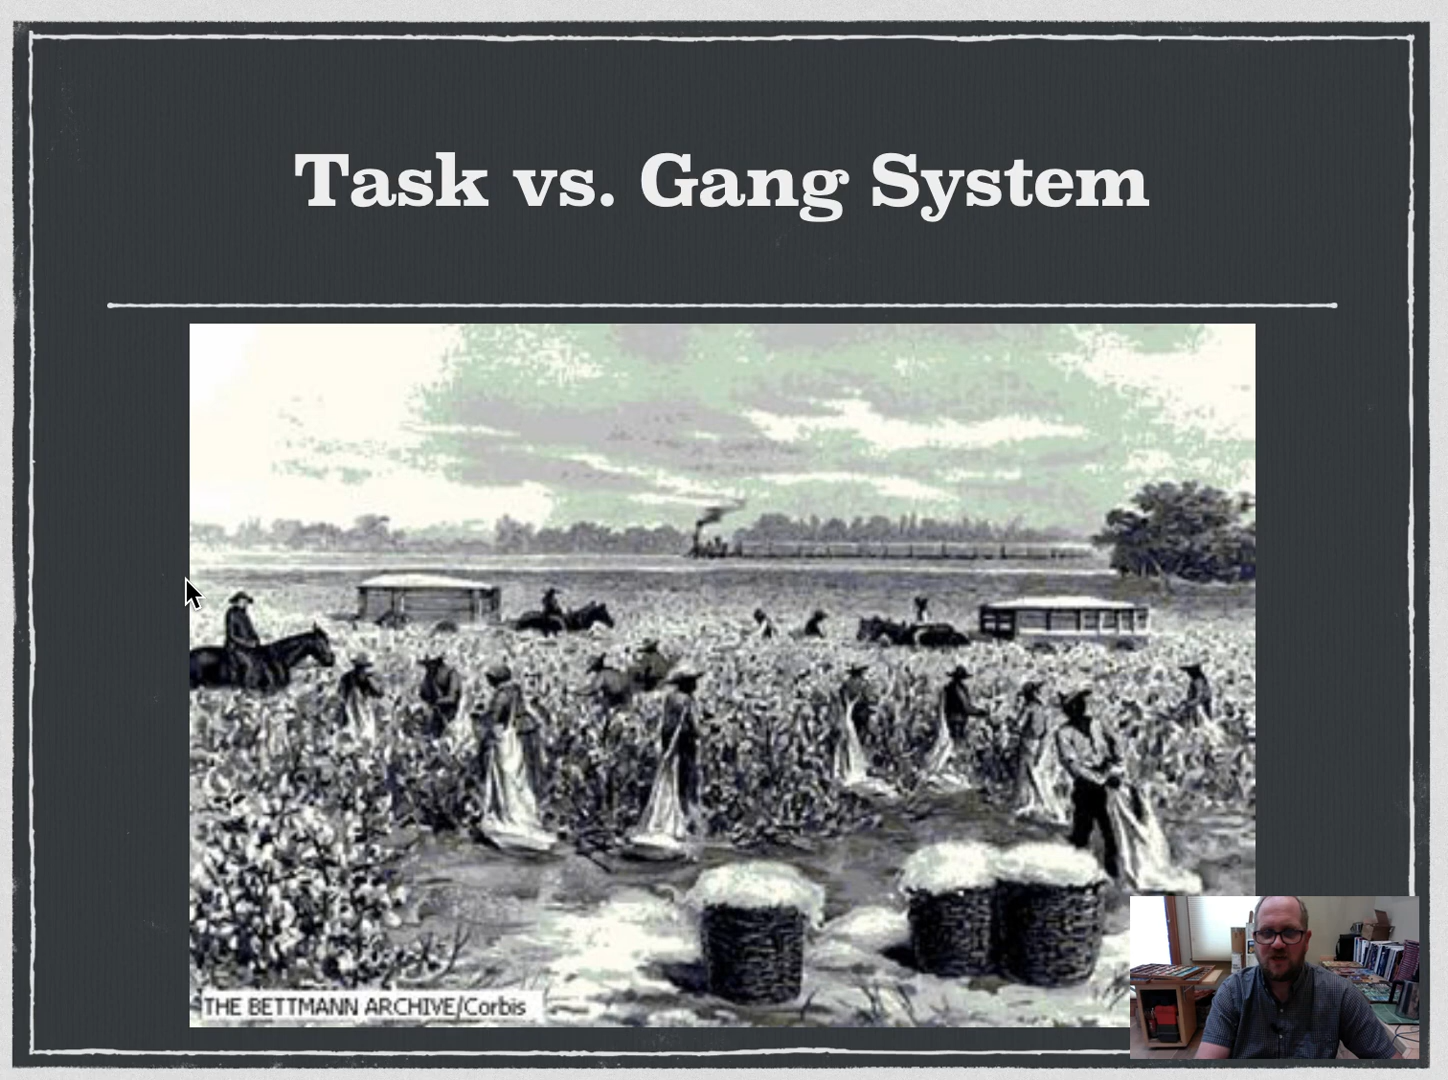 Task vs. Gang System
THE BETTMANN ARCHIVE/Corbis